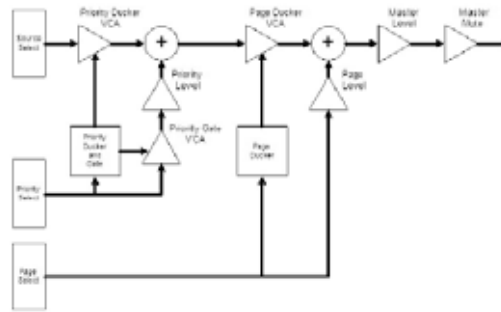 Priority Ducker
VCA
Page Ducker
VCA
Master
Level
Master
Mute
Source
Select
+
+
Priority
Level
Page
Level
Priority Gate
VCA
Priority
Ducker
and
Gate
Page
Ducker
Priority
Select
Page
Select